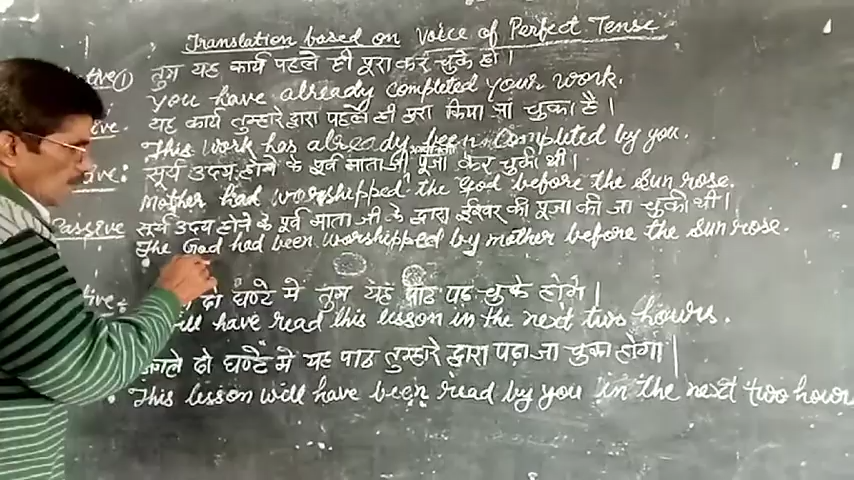 Translation based on Voice of Perfect Tense
① तुम यह कार्य पहले ही पूरा कर चुके हो।
You have already completed your work.
यह कार्य तुम्हारे द्वारा पहले ही पूरा किया जा चुका है।
This work has already been completed by you.
सूर्य उदय होने के पूर्व माता जी पूजा कर चुकी थी।
Mother had worshipped the God before the Sun rose.
Passive सूर्य उदय होने के पूर्व माता जी के द्वारा ईश्वर की पूजा की जा चुकी थी।
The God had been worshipped by mother before the Sun rose.
दो घण्टे में तुम यह पाठ पढ़ चुके होगे।
have read this lesson in the next two hours.
दो घण्टे में यह पाठ तुम्हारे द्वारा पढ़ा जा चुका होगा।
This lesson will have been read by you in the next two hours